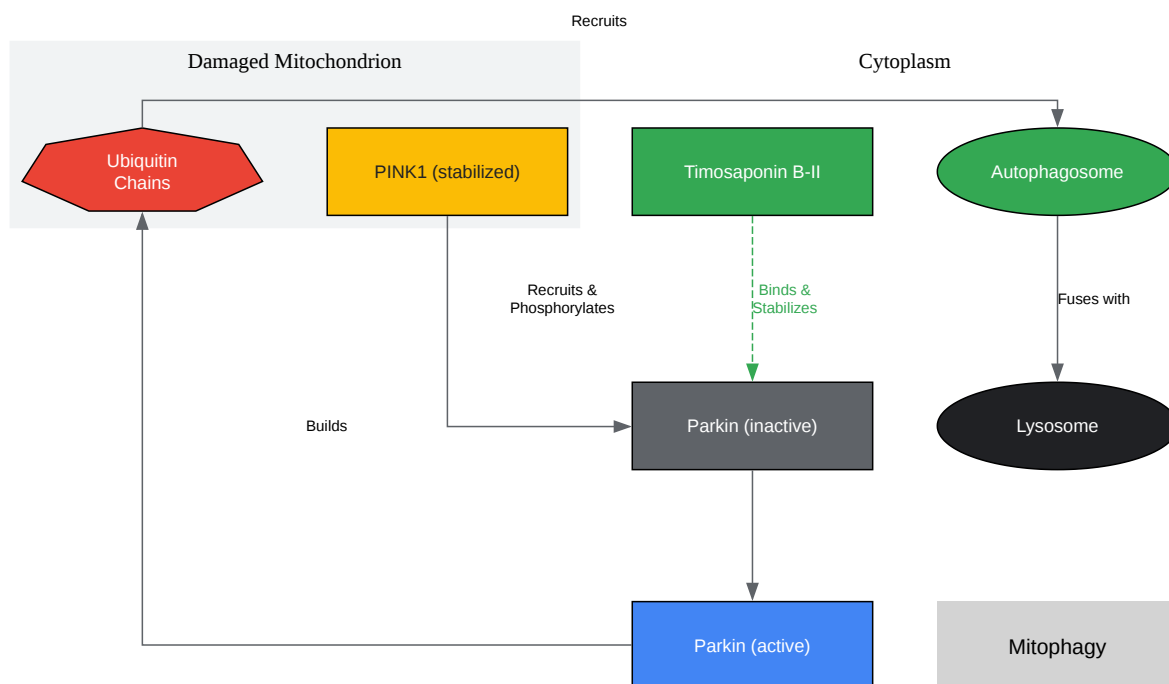 Recruits
Damaged Mitochondrion
Cytoplasm
Ubiquitin
Chains
PINK1 (stabilized)
Timosaponin B-II
Autophagosome
Recruits &
Phosphorylates
Binds &
Stabilizes
Fuses with
Builds
Parkin (inactive)
Lysosome
Parkin (active)
Mitophagy